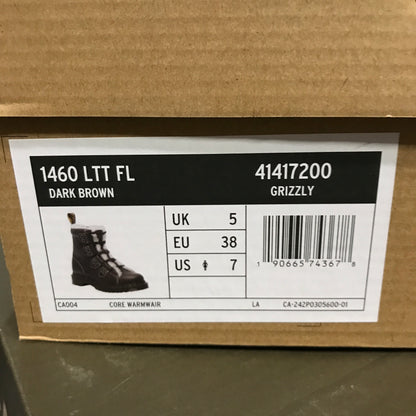 1460 LTT FL 41417200
DARK BROWN GRIZZLY
UK 5
EU 38
US 7
1 90665 74367 8
CA004 CORE WARMWAIR LA CA-242P0305600-01